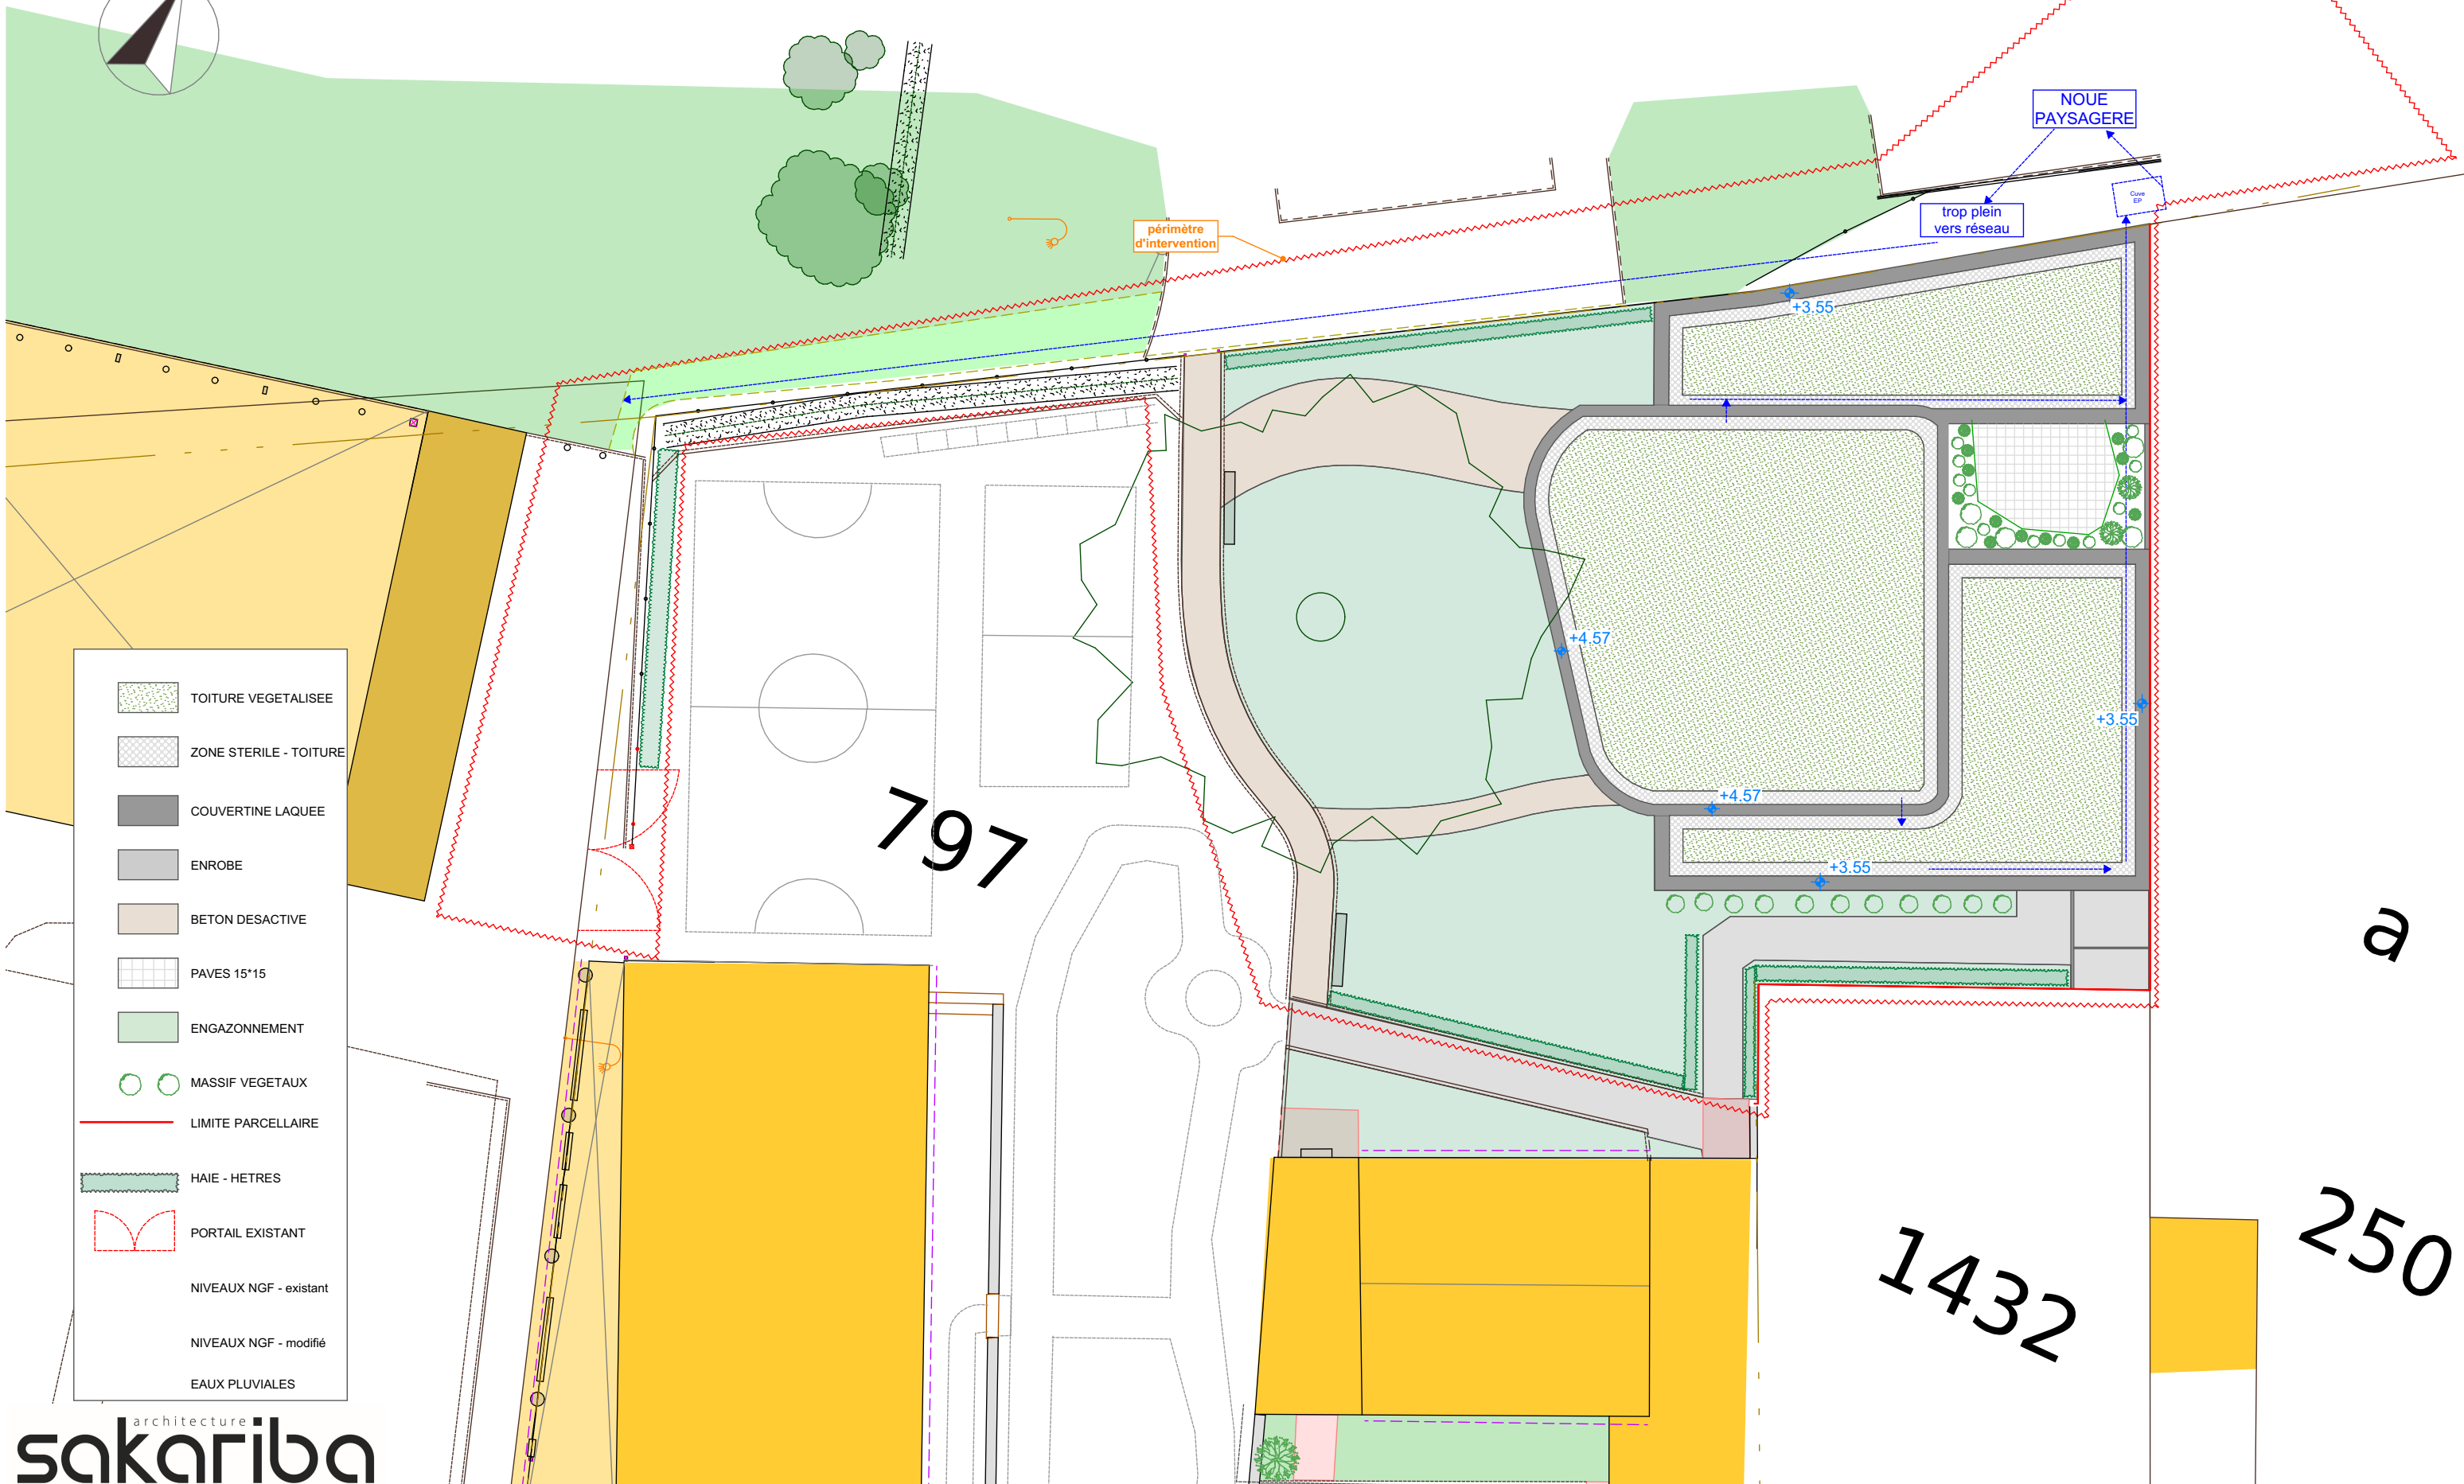 NOUE
PAYSAGERE
Cuve
EP
trop plein
vers réseau
périmètre
d'intervention
+3.55
+4.57
+3.55
+4.57
+3.55
797
a
250
1432
TOITURE VEGETALISEE
ZONE STERILE - TOITURE
COUVERTINE LAQUEE
ENROBE
BETON DESACTIVE
PAVES 15*15
ENGAZONNEMENT
MASSIF VEGETAUX
LIMITE PARCELLAIRE
HAIE - HETRES
PORTAIL EXISTANT
NIVEAUX NGF - existant
NIVEAUX NGF - modifié
EAUX PLUVIALES
architecture
sakariba